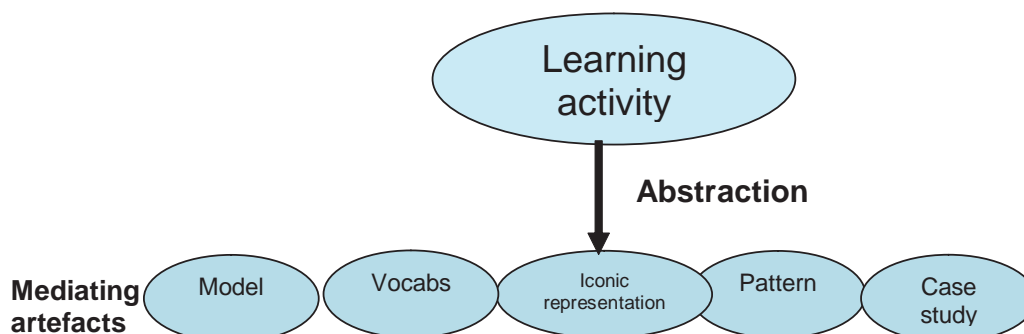 Learning
activity
Abstraction
Mediating
artefacts
Model
Vocabs
Iconic
representation
Pattern
Case
study